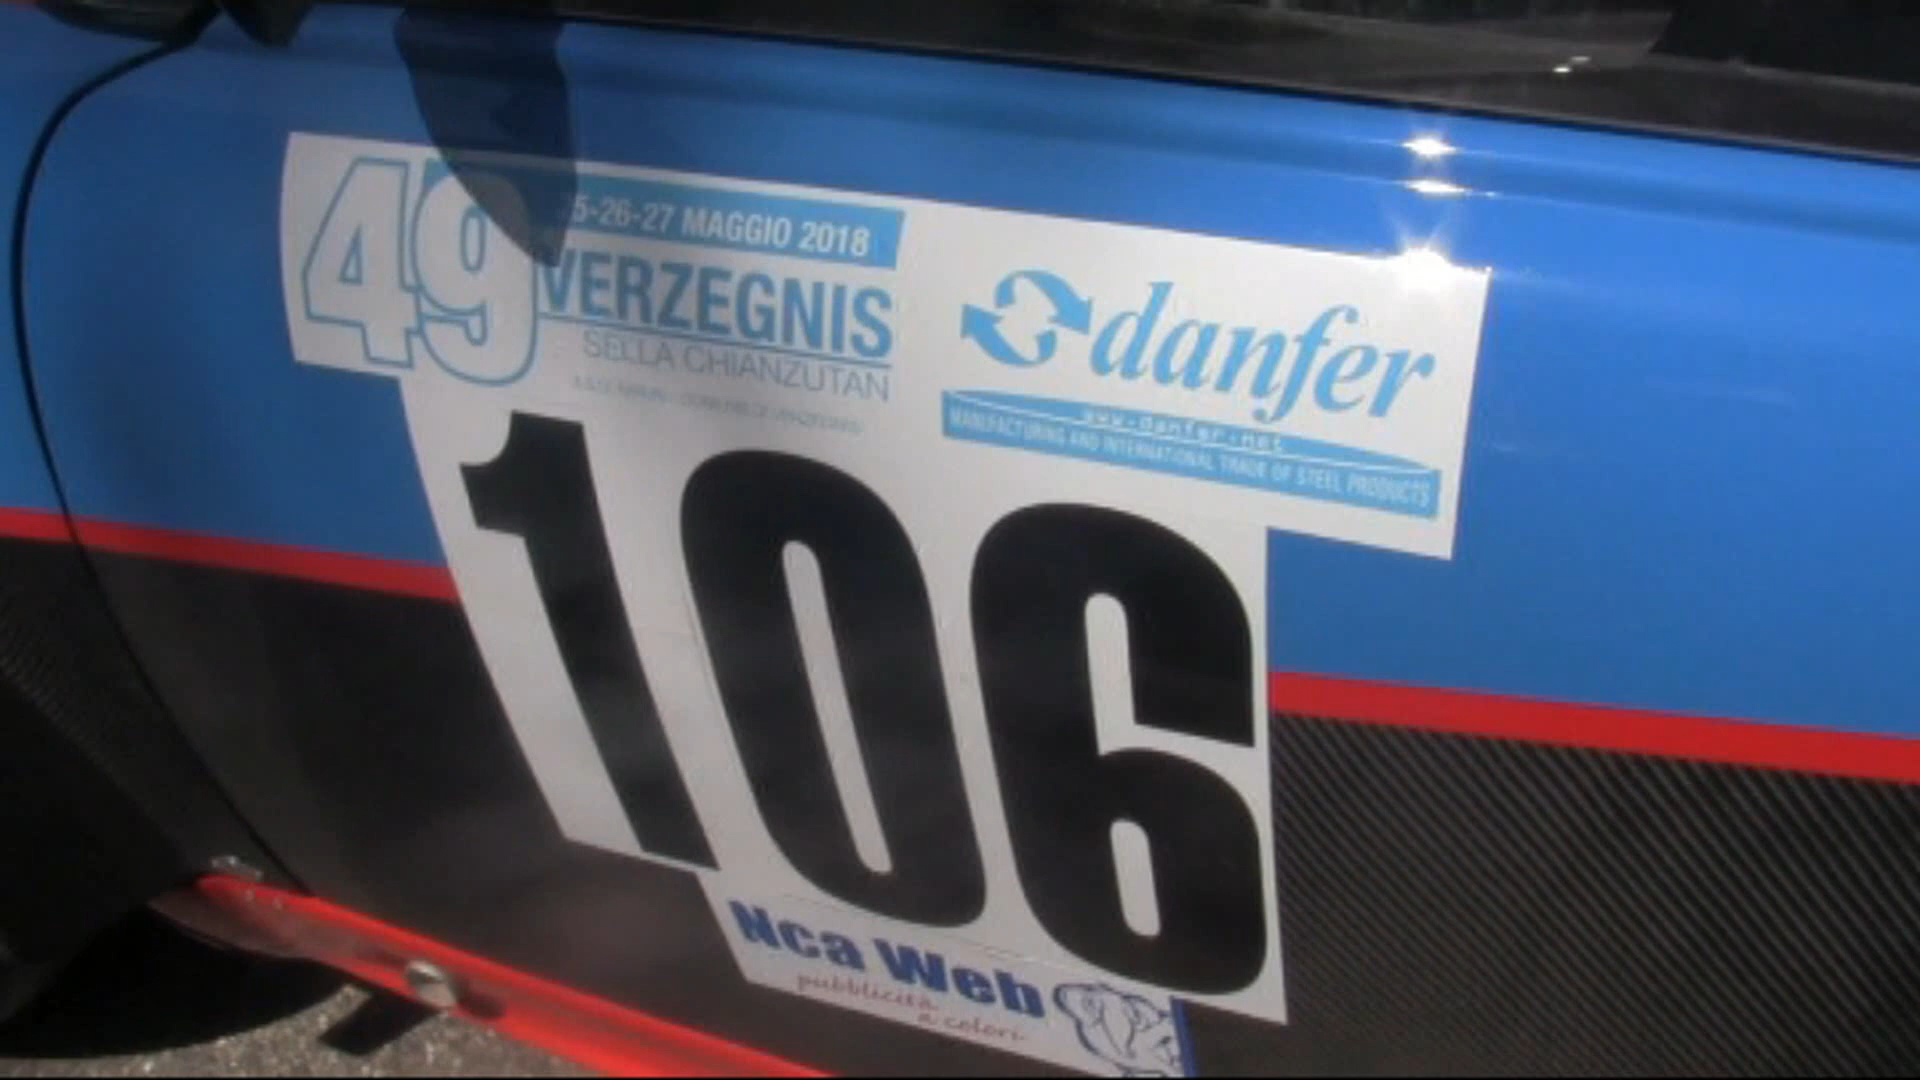 49
5-26-27 MAGGIO 2018
VERZEGNIS
SELLA CHIANZUTAN
danfer
www.danfer.net
MANUFACTURING AND INTERNATIONAL TRADE OF STEEL PRODUCTS
106
Nca Web
pubblicità
a colori